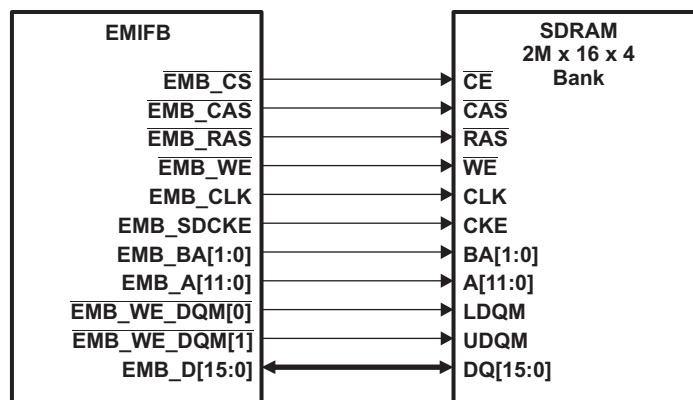 EMIFB
SDRAM
2M x 16 x 4
Bank
EMB_CS
CE
EMB_CAS
CAS
EMB_RAS
RAS
EMB_WE
WE
EMB_CLK
CLK
EMB_SDCKE
CKE
EMB_BA[1:0]
BA[1:0]
EMB_A[11:0]
A[11:0]
EMB_WE_DQM[0]
LDQM
EMB_WE_DQM[1]
UDQM
EMB_D[15:0]
DQ[15:0]